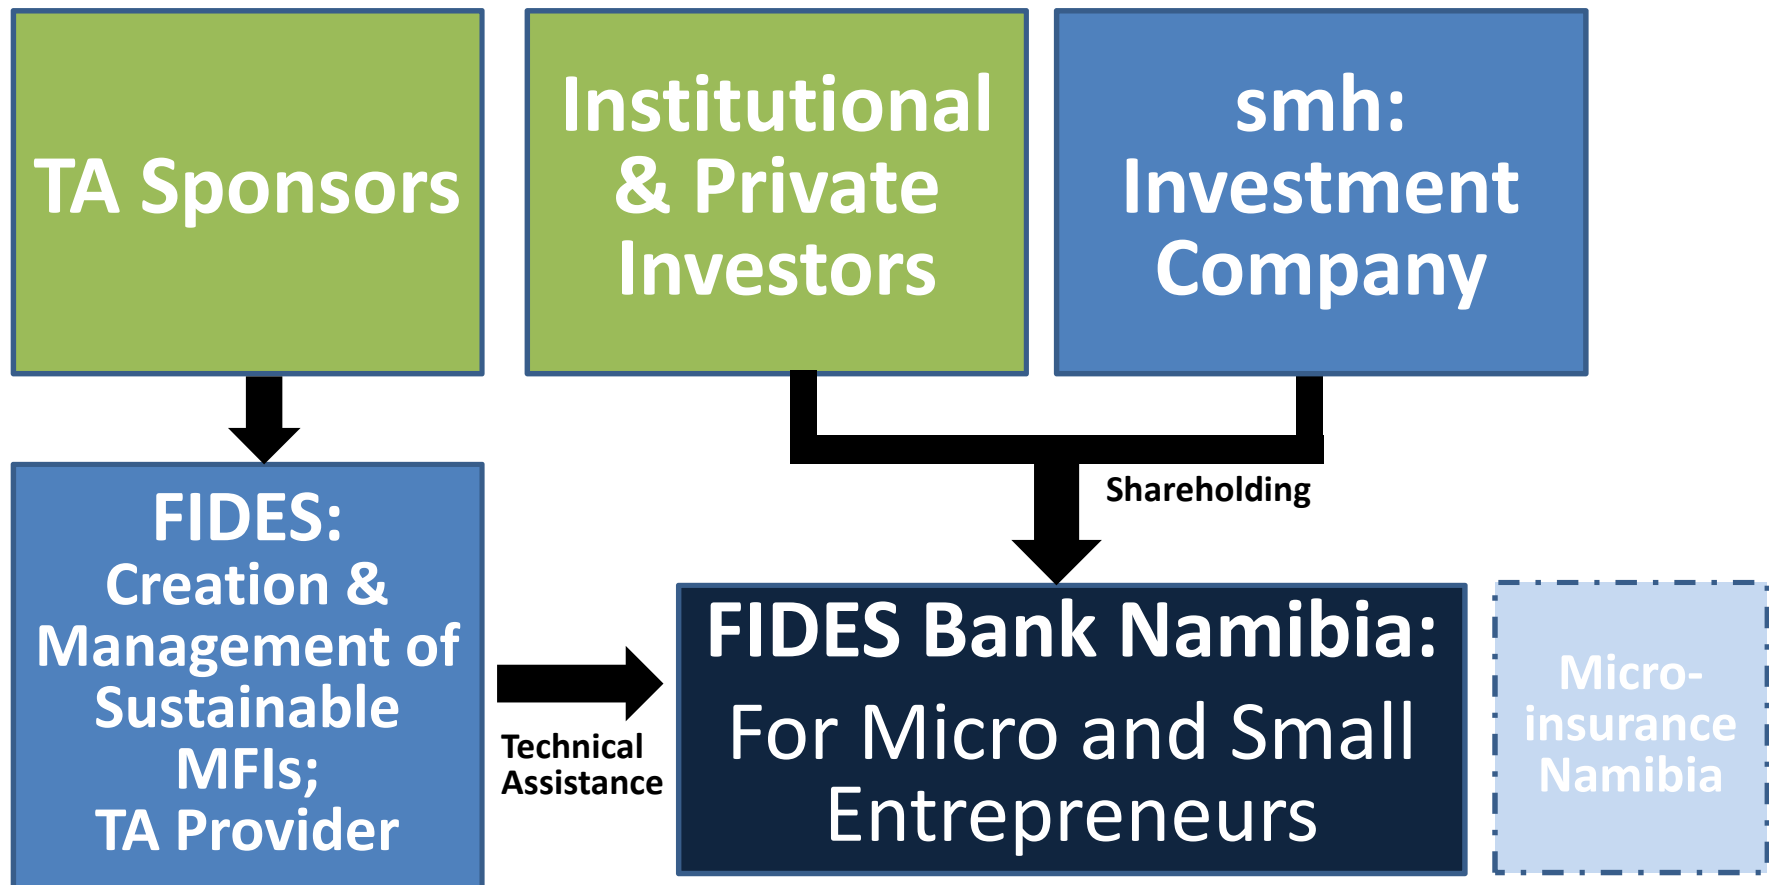 TA Sponsors
Institutional
& Private
Investors
smh:
Investment
Company
Shareholding
FIDES:
Creation &
Management of
Sustainable
MFIs;
TA Provider
Technical
Assistance
FIDES Bank Namibia:
For Micro and Small
Entrepreneurs
Micro-
insurance
Namibia